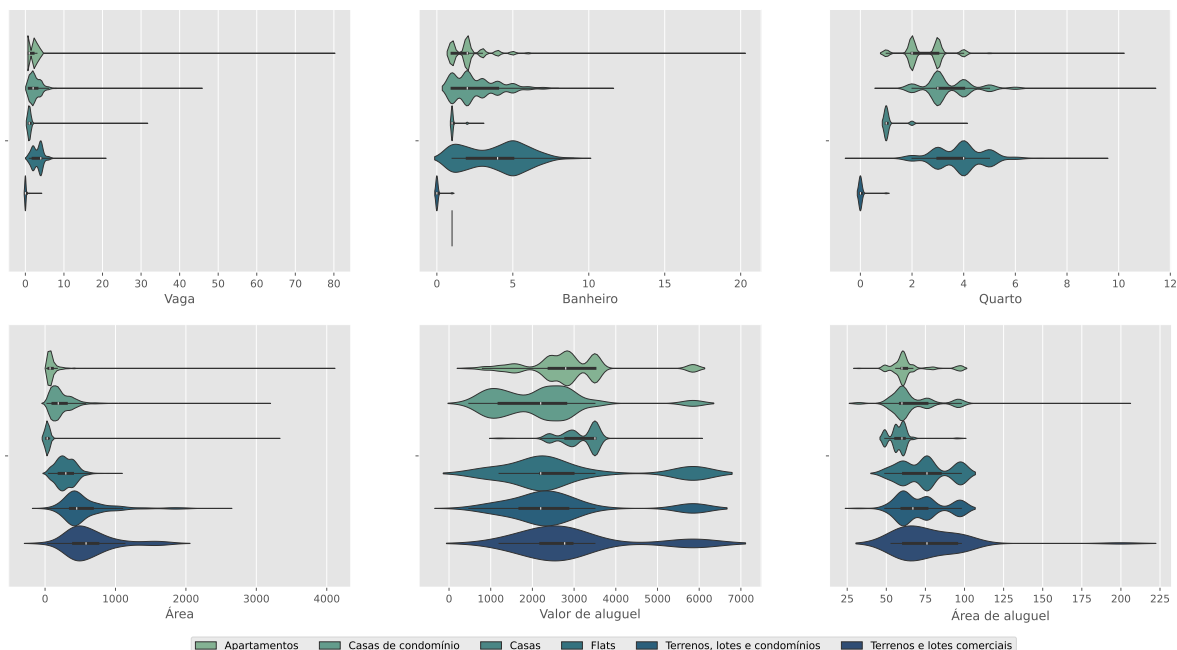 0 10 20 30 40 50 60 70 80
Vaga
0 5 10 15 20
Banheiro
0 2 4 6 8 10 12
Quarto
0 1000 2000 3000 4000
Área
0 1000 2000 3000 4000 5000 6000 7000
Valor de aluguel
25 50 75 100 125 150 175 200 225
Área de aluguel
Apartamentos Casas de condomínio Casas Flats Terrenos, lotes e condomínios Terrenos e lotes comerciais